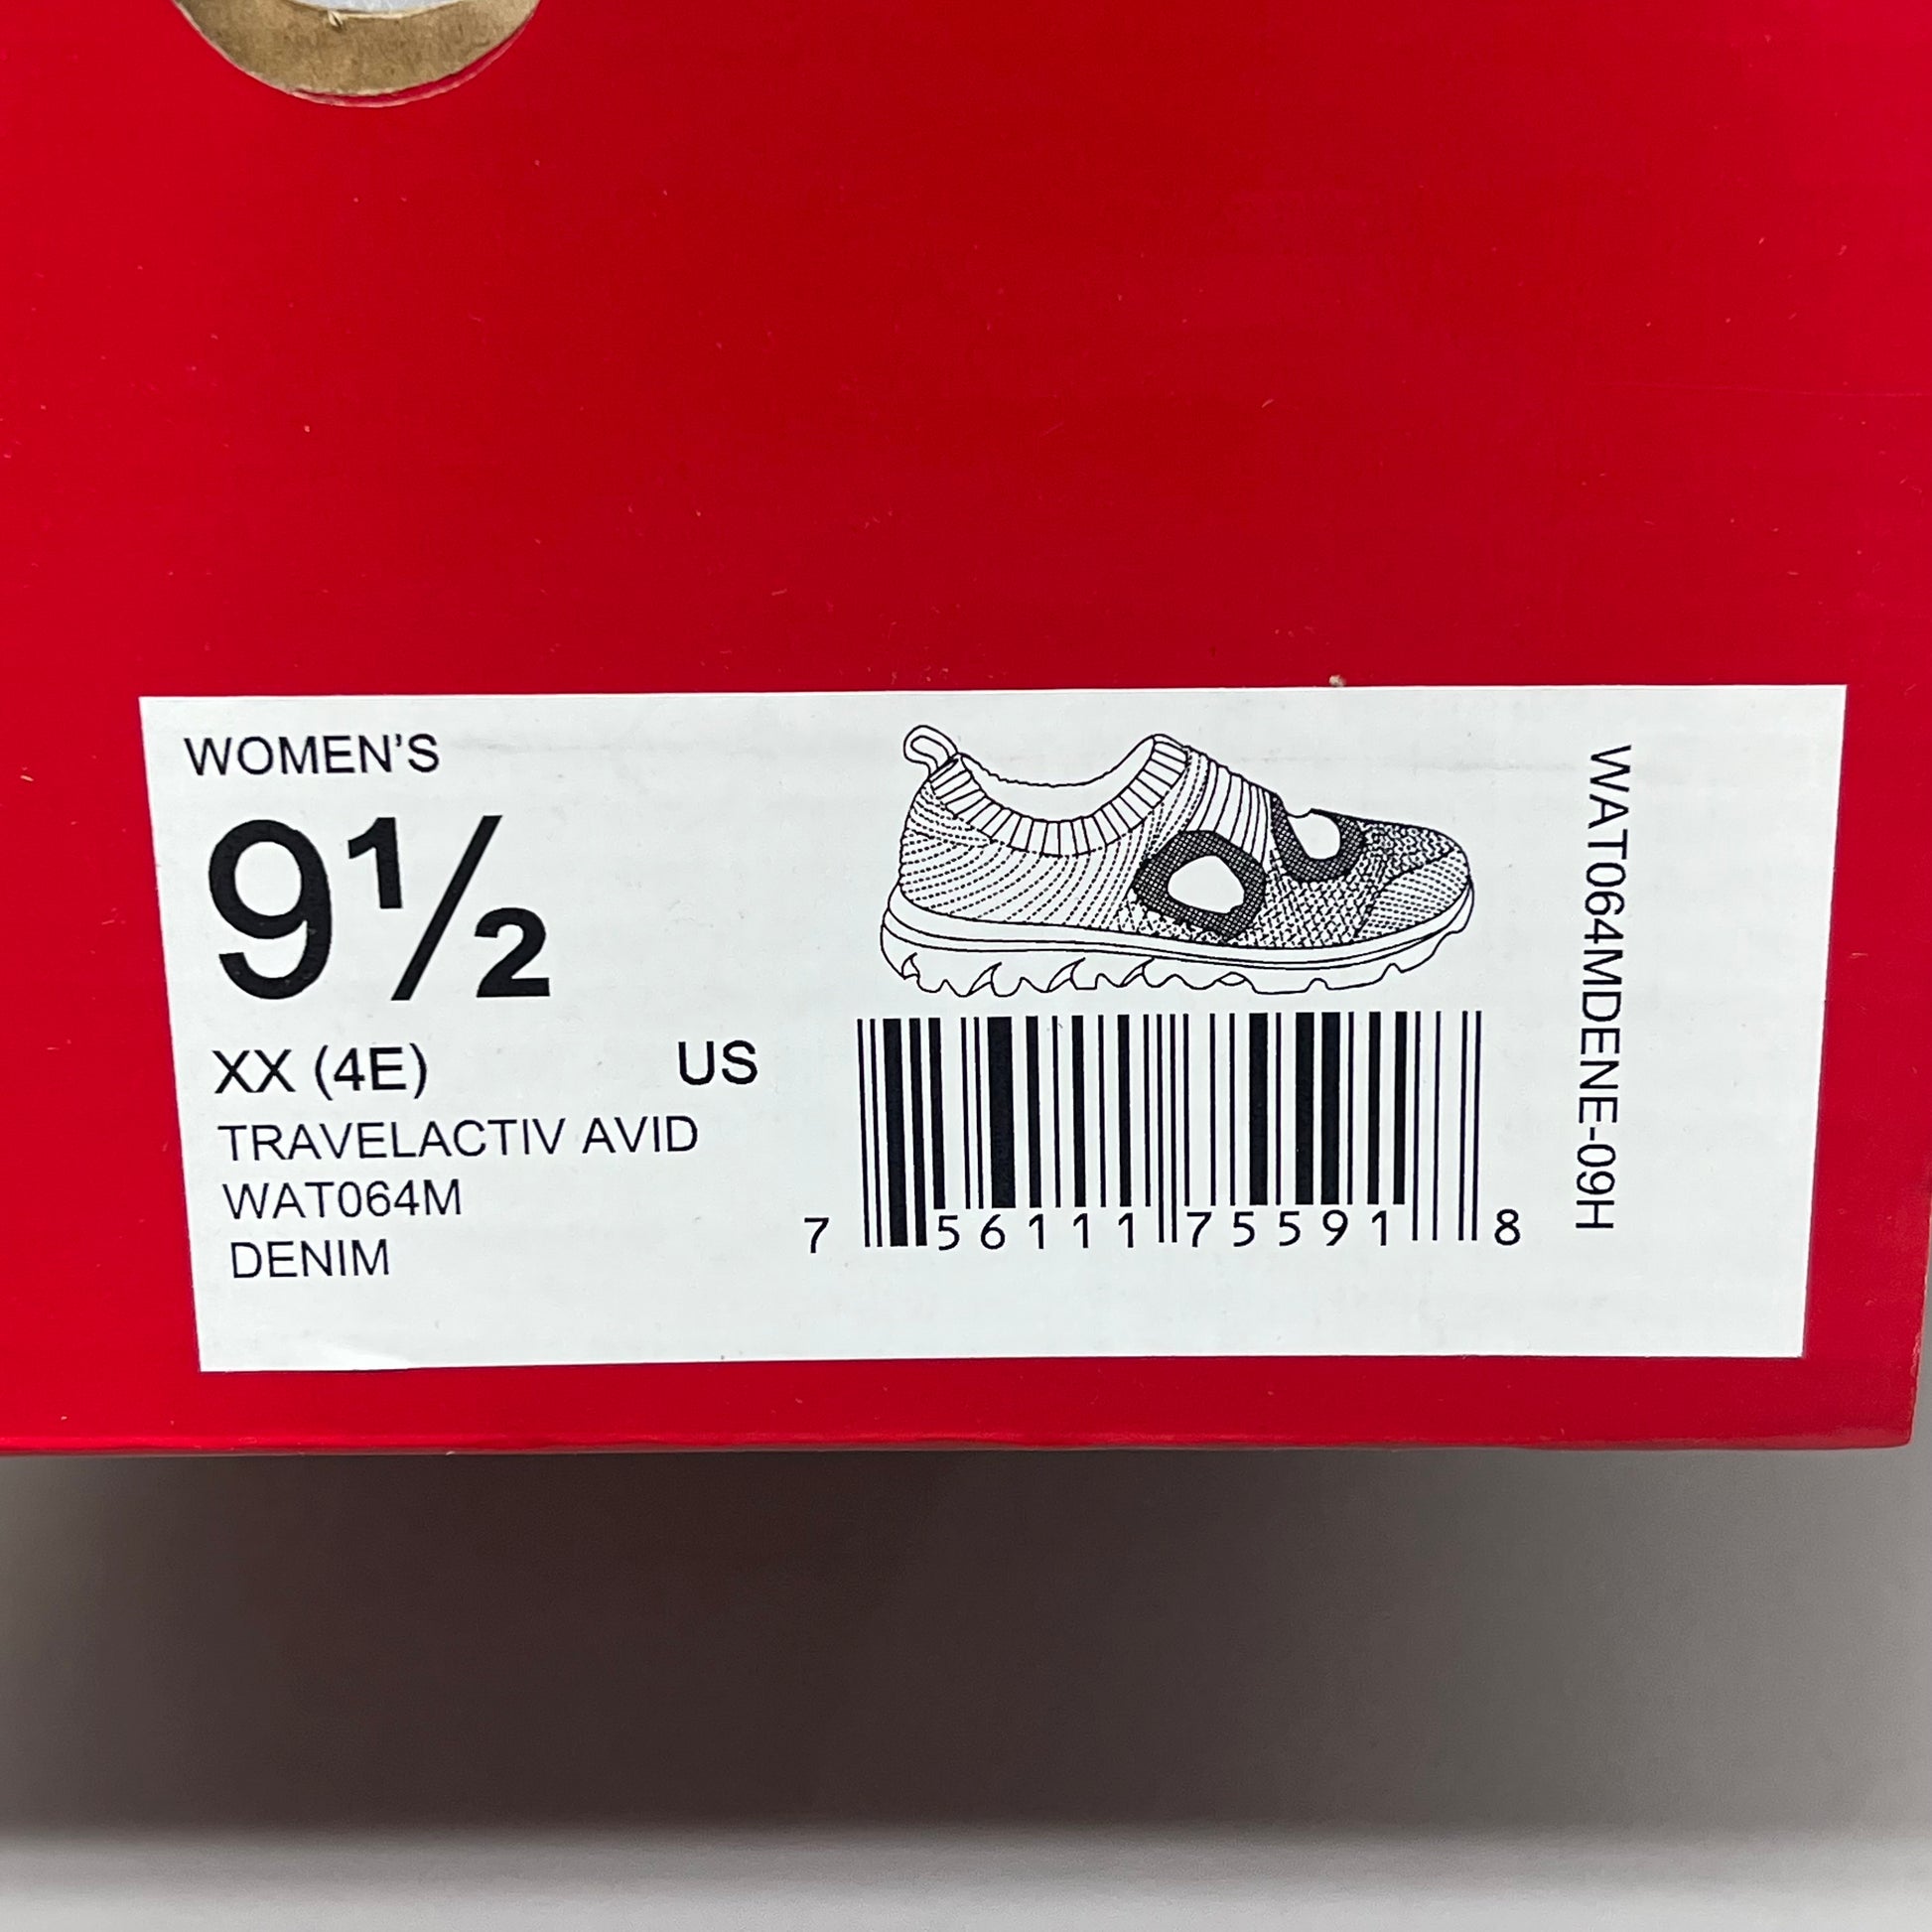 WOMEN'S
9½
XX (4E) US
TRAVELACTIV AVID
WAT064M
DENIM
7 56111 75591 8
WAT064MDENE-09H